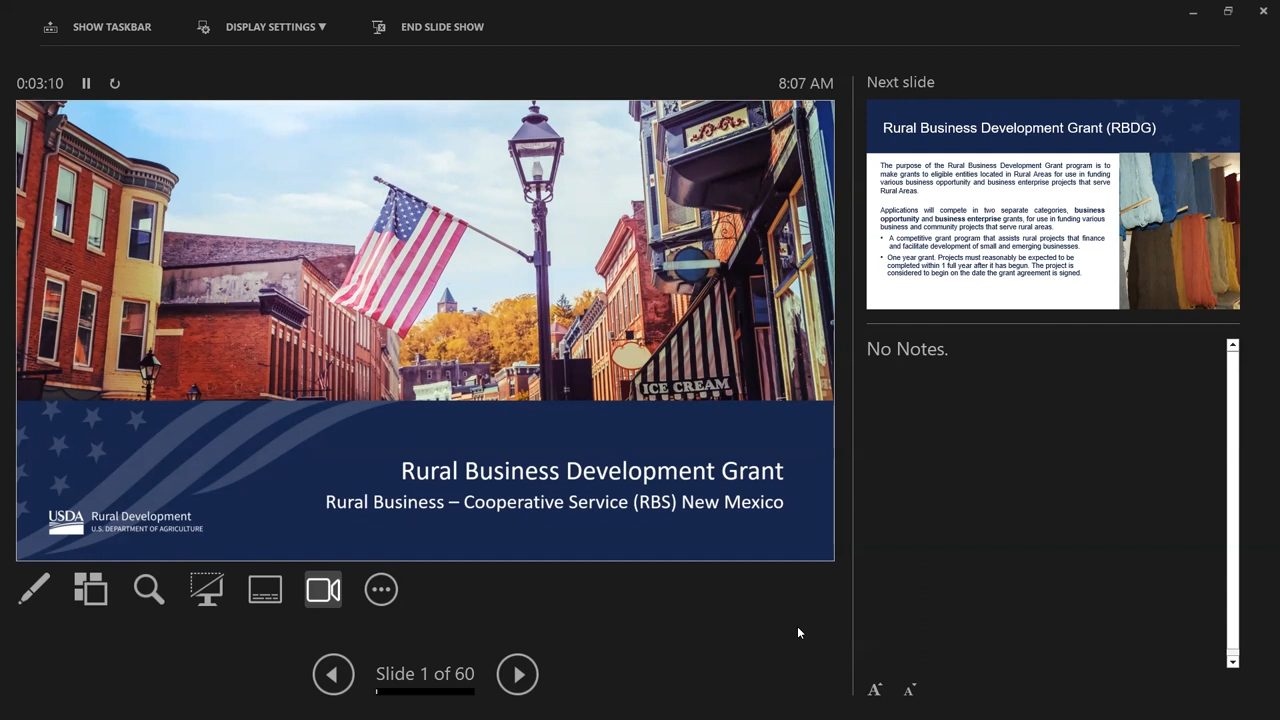 SHOW TASKBAR
DISPLAY SETTINGS ▼
END SLIDE SHOW
0:03:10
8:07 AM
ICE CREAM
Rural Business Development Grant
Rural Business – Cooperative Service (RBS) New Mexico
USDA Rural Development
U.S. DEPARTMENT OF AGRICULTURE
Slide 1 of 60
Next slide
Rural Business Development Grant (RBDG)
The purpose of the Rural Business Development Grant program is to
make grants to eligible entities located in Rural Areas for use in funding
various business opportunity and business enterprise projects that serve
Rural Areas.
Applications will compete in two separate categories, business
opportunity and business enterprise grants, for use in funding various
business and community projects that serve rural areas.
• A competitive grant program that assists rural projects that finance
and facilitate development of small and emerging businesses.
• One year grant. Projects must reasonably be expected to be
completed within 1 full year after it has begun. The project is
considered to begin on the date the grant agreement is signed.
No Notes.
A A